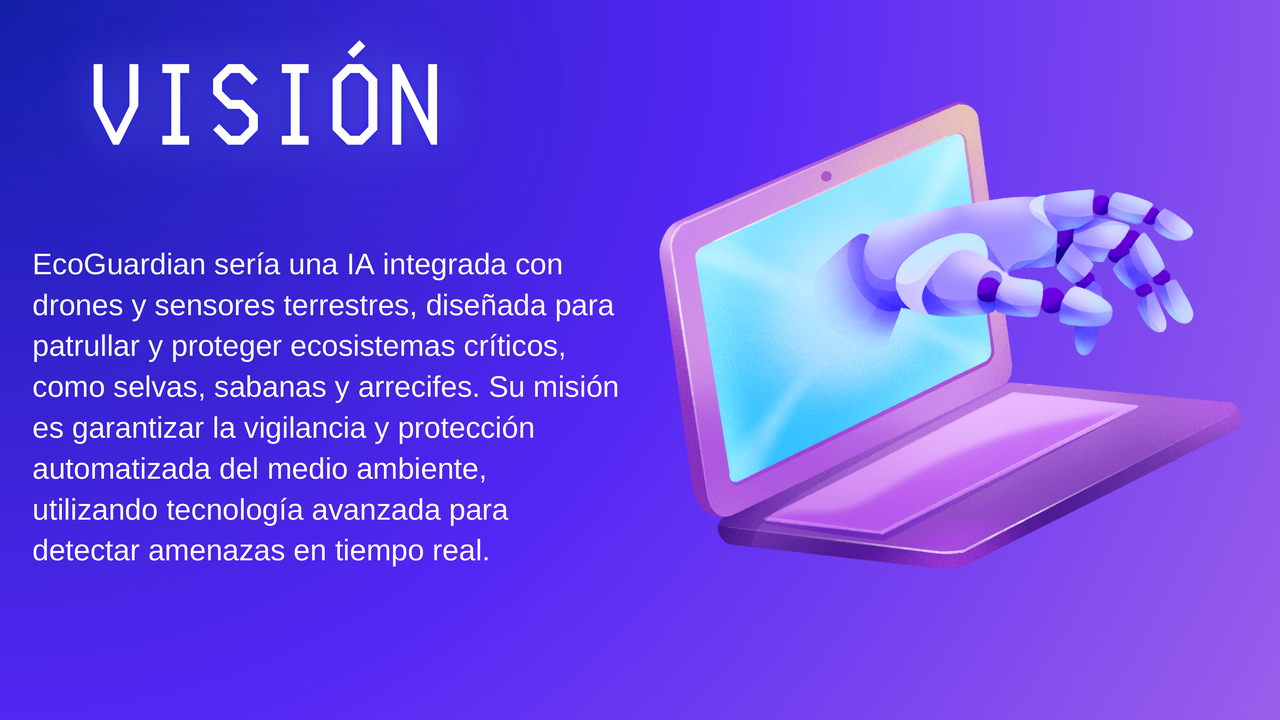 VISIÓN
EcoGuardian sería una IA integrada con
drones y sensores terrestres, diseñada para
patrullar y proteger ecosistemas críticos,
como selvas, sabanas y arrecifes. Su misión
es garantizar la vigilancia y protección
automatizada del medio ambiente,
utilizando tecnología avanzada para
detectar amenazas en tiempo real.